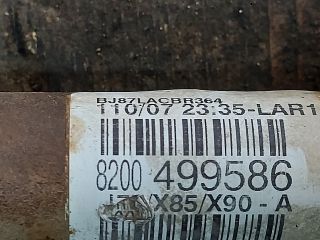 BJ87LACBR364
110/07 23:35-LAR1
8200 499586
X85/X90 - A